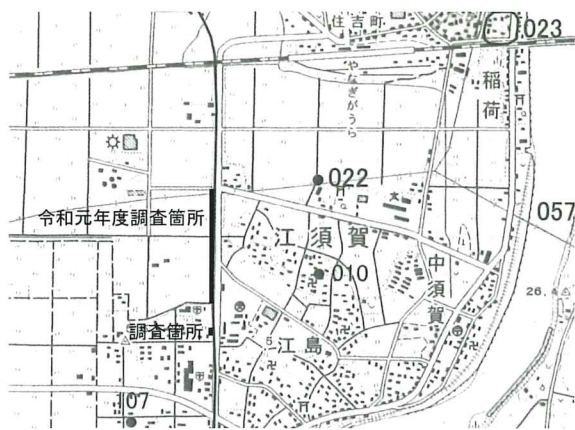 住吉町
023
やなぎがうら
稲荷
022
令和元年度調査箇所
057
江須賀
010
中須賀
26.4
調査箇所
江島
5
107